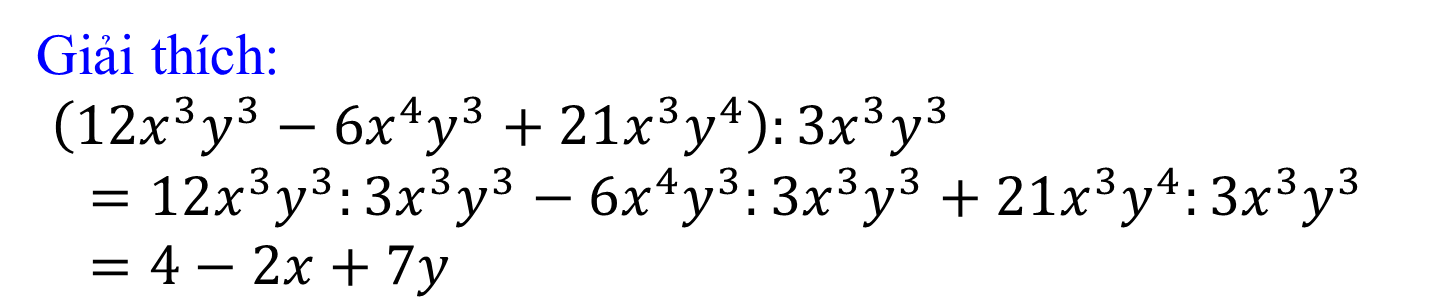 Giải thích:
(12x³y³ − 6x⁴y³ + 21x³y⁴): 3x³y³
= 12x³y³: 3x³y³ − 6x⁴y³: 3x³y³ + 21x³y⁴: 3x³y³
= 4 − 2x + 7y